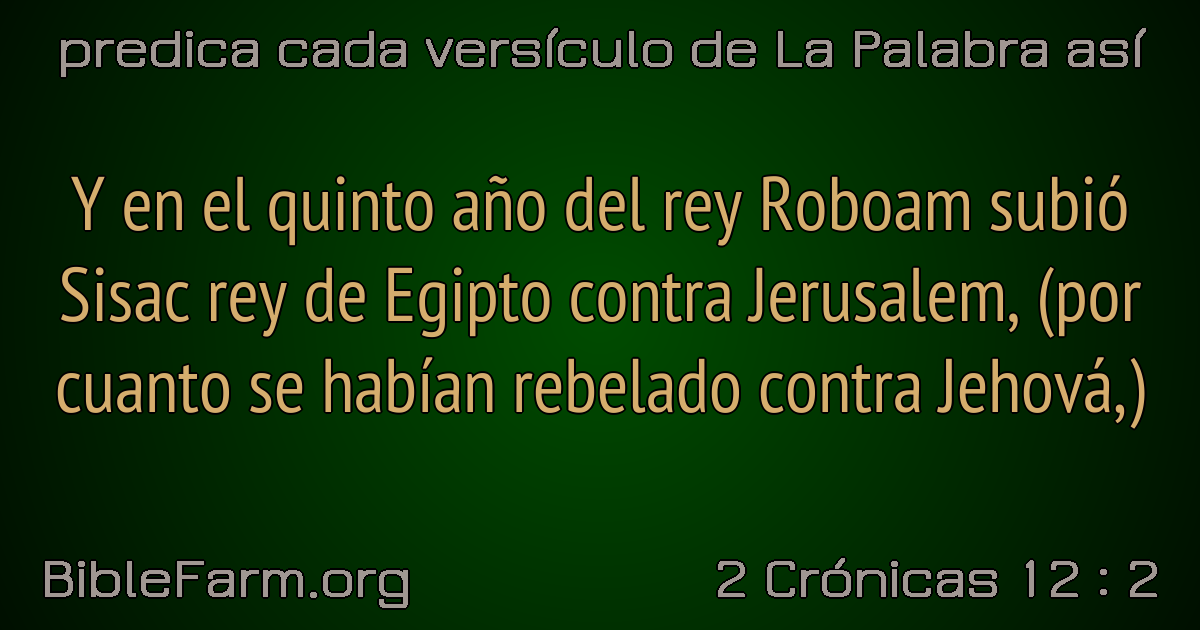 predica cada versículo de La Palabra así
Y en el quinto año del rey Roboam subió
Sisac rey de Egipto contra Jerusalem, (por
cuanto se habían rebelado contra Jehová,)
BibleFarm.org
2 Crónicas 12 : 2